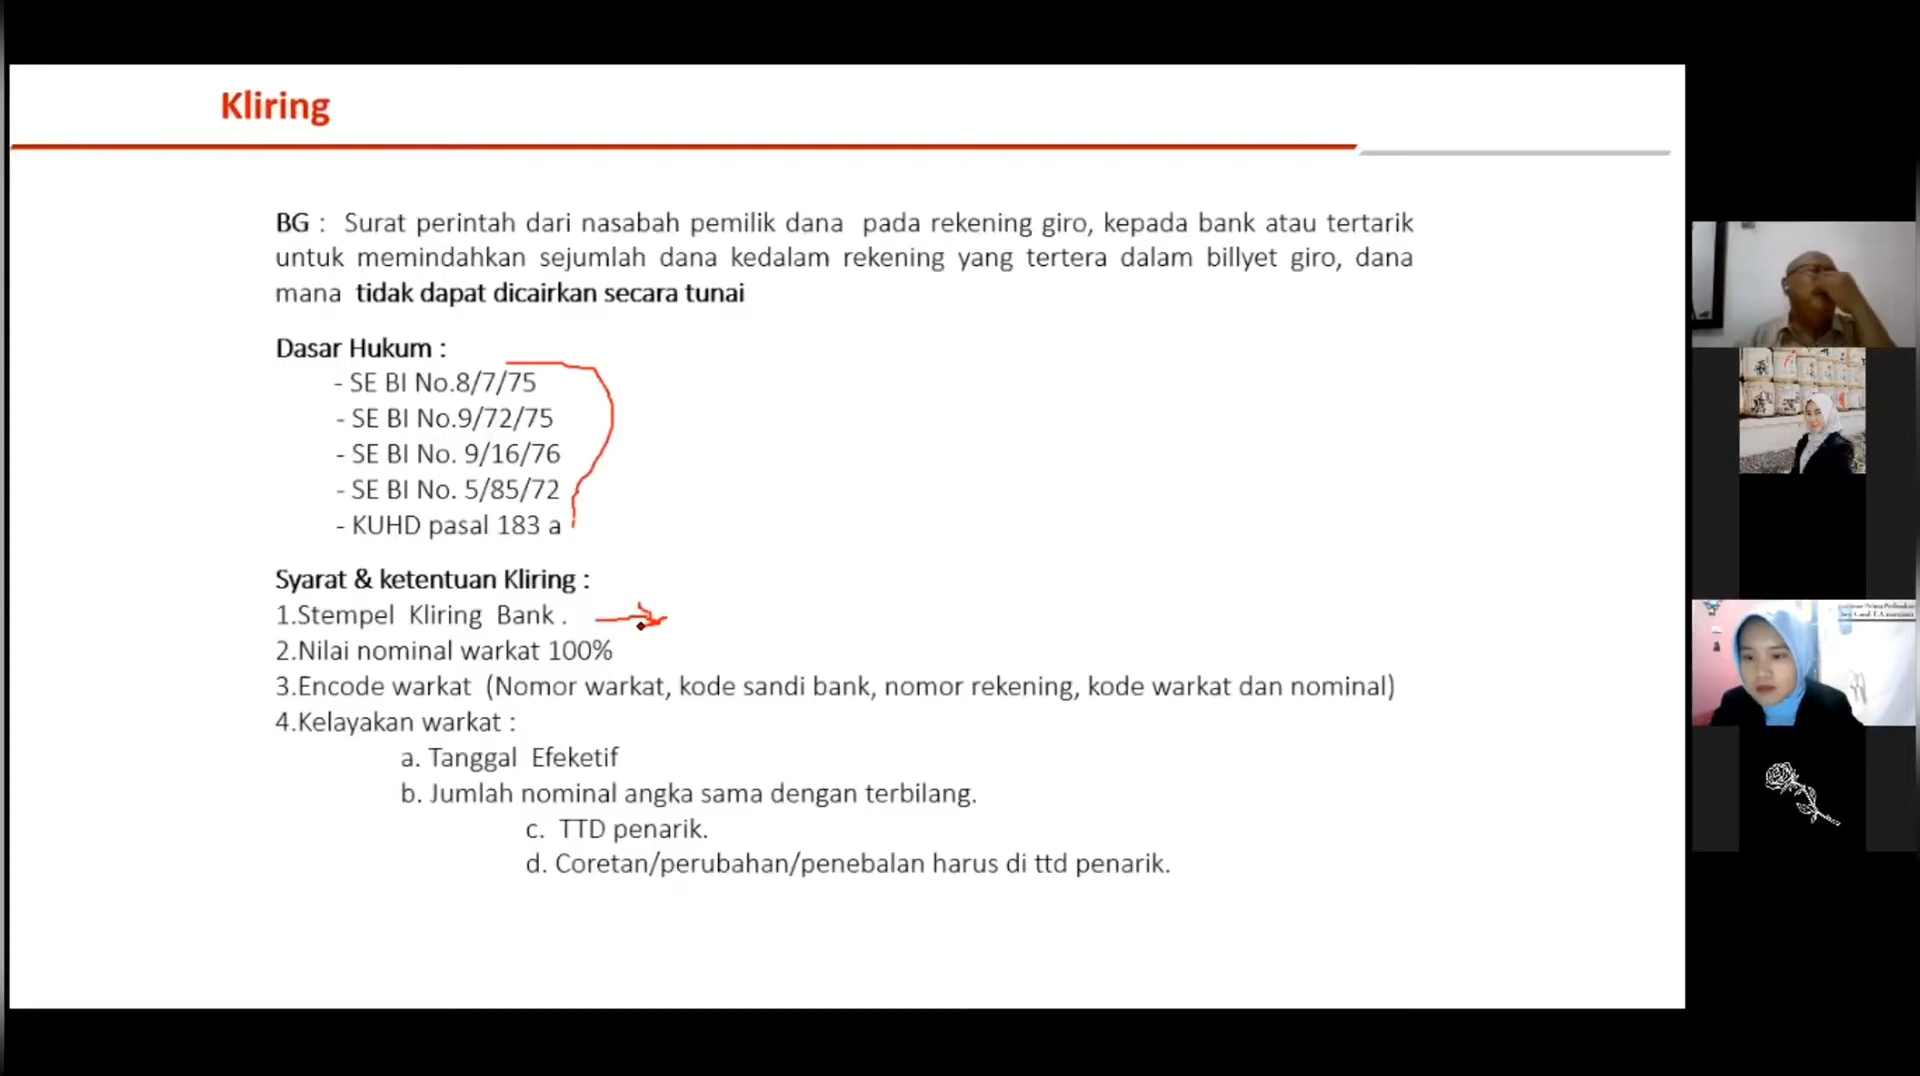 Kliring
BG : Surat perintah dari nasabah pemilik dana pada rekening giro, kepada bank atau tertarik
untuk memindahkan sejumlah dana kedalam rekening yang tertera dalam billyet giro, dana
mana tidak dapat dicairkan secara tunai
Dasar Hukum :
- SE BI No.8/7/75
- SE BI No.9/72/75
- SE BI No. 9/16/76
- SE BI No. 5/85/72
- KUHD pasal 183 a
Syarat & ketentuan Kliring :
1.Stempel Kliring Bank .
2.Nilai nominal warkat 100%
3.Encode warkat (Nomor warkat, kode sandi bank, nomor rekening, kode warkat dan nominal)
4.Kelayakan warkat :
a. Tanggal Efeketif
b. Jumlah nominal angka sama dengan terbilang.
c. TTD penarik.
d. Coretan/perubahan/penebalan harus di ttd penarik.